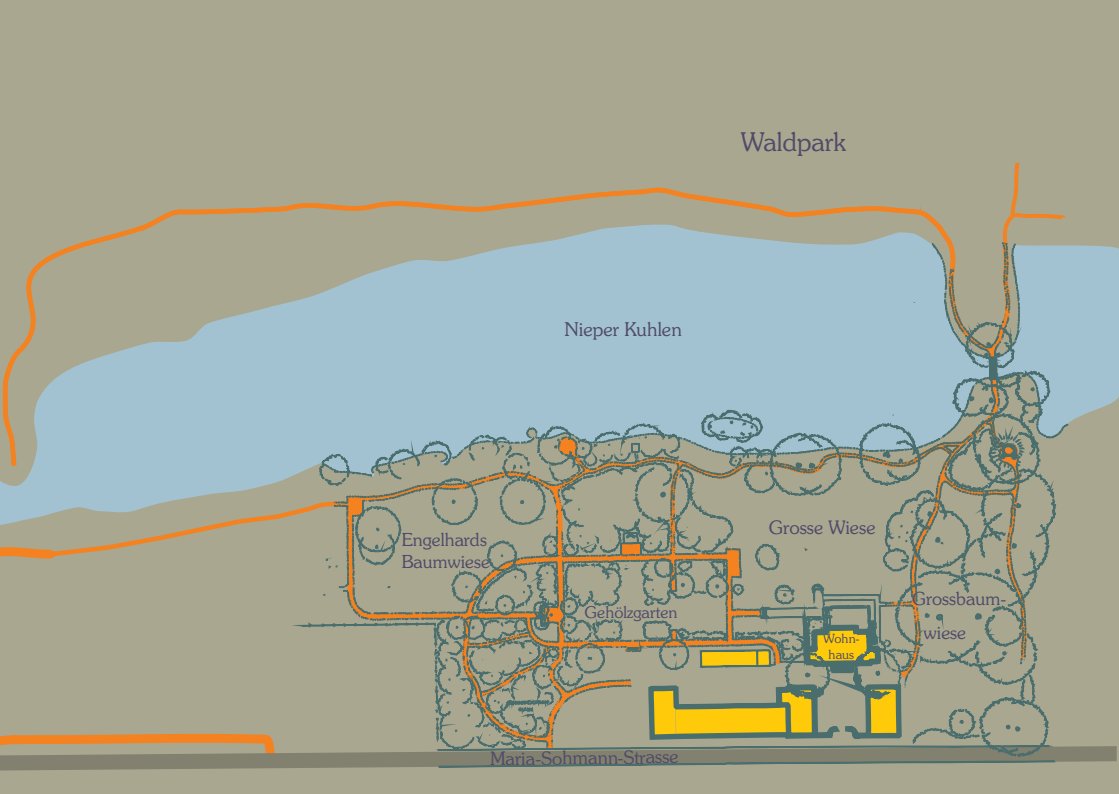 Waldpark
Nieper Kuhlen
Grosse Wiese
Engelhards
Baumwiese
Gehölzgarten
Grossbaum-
wiese
Wohn-
haus
Maria-Sohmann-Strasse